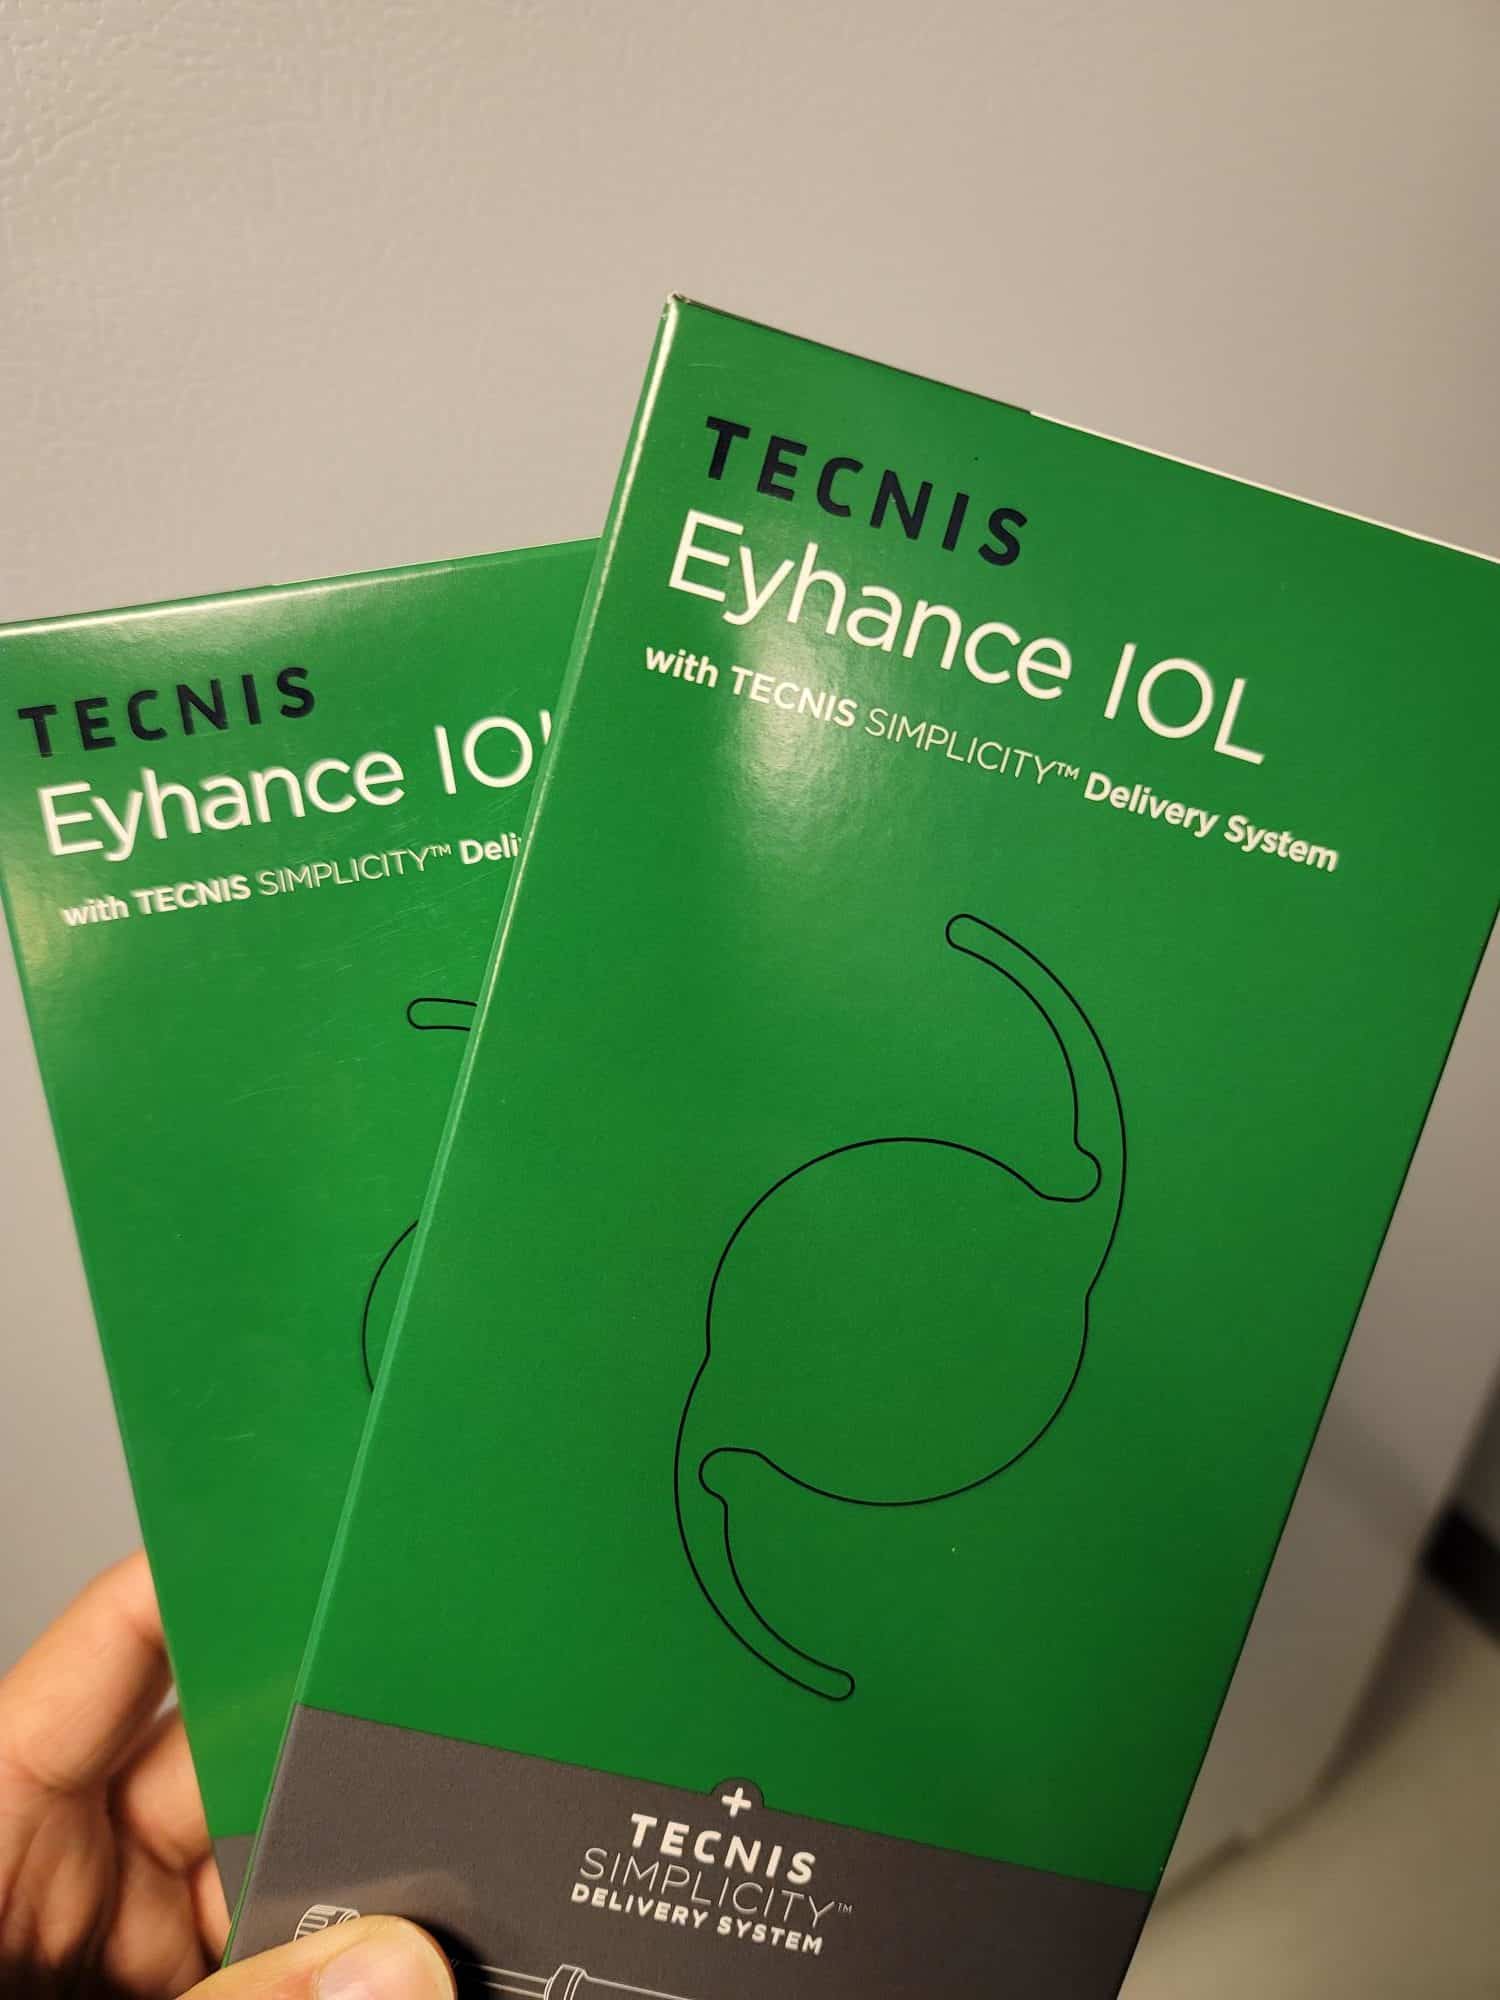 TECNIS
Eyhance IOL
with TECNIS SIMPLICITY™ Delivery System
+
TECNIS
SIMPLICITY™
DELIVERY SYSTEM
TECNIS
Eyhance IOL
with TECNIS SIMPLICITY™ Deli